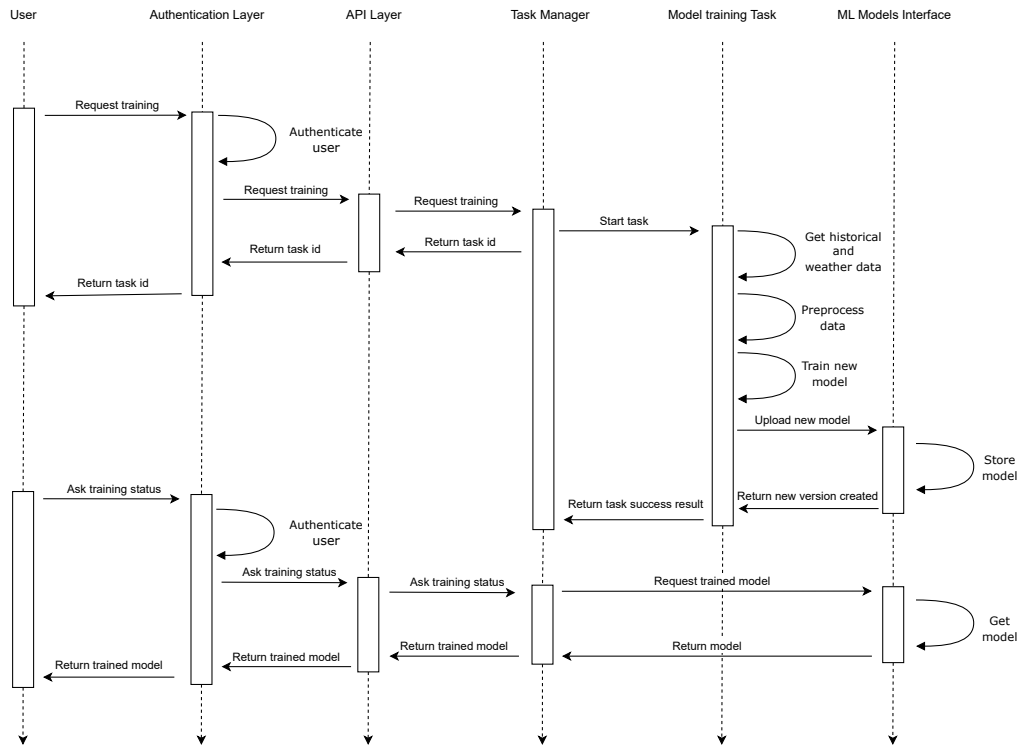 User
Authentication Layer
API Layer
Task Manager
Model training Task
ML Models Interface
Request training
Authenticate
user
Request training
Request training
Start task
Get historical
and
weather data
Return task id
Return task id
Return task id
Preprocess
data
Train new
model
Upload new model
Store
model
Ask training status
Return new version created
Return task success result
Authenticate
user
Ask training status
Ask training status
Request trained model
Get
model
Return model
Return trained model
Return trained model
Return trained model